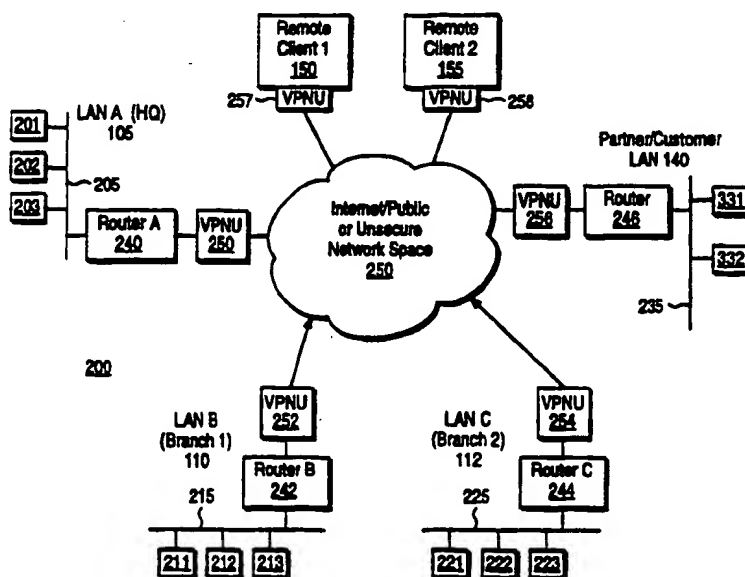 Remote
Client 1
150
VPNU
257
Remote
Client 2
155
VPNU
258
LAN A (HQ)
105
201
202
203
205
Router A
240
VPNU
250
Internet/Public
or Unsecure
Network Space
250
Partner/Customer
LAN 140
VPNU
256
Router
246
331
332
235
200
LAN B
(Branch 1)
110
VPNU
252
Router B
242
215
211
212
213
LAN C
(Branch 2)
112
VPNU
254
Router C
244
225
221
222
223